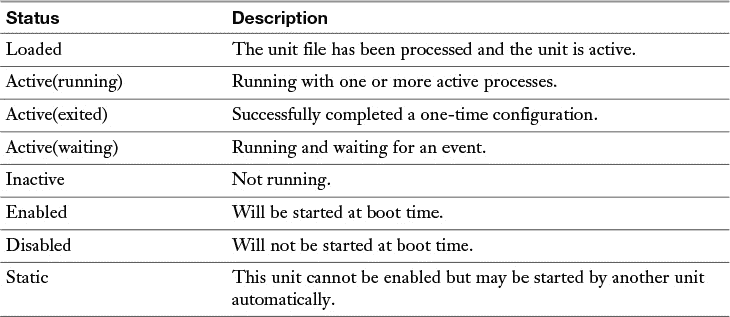 Status Description
Loaded The unit file has been processed and the unit is active.
Active(running) Running with one or more active processes.
Active(exited) Successfully completed a one-time configuration.
Active(waiting) Running and waiting for an event.
Inactive Not running.
Enabled Will be started at boot time.
Disabled Will not be started at boot time.
Static This unit cannot be enabled but may be started by another unit
automatically.